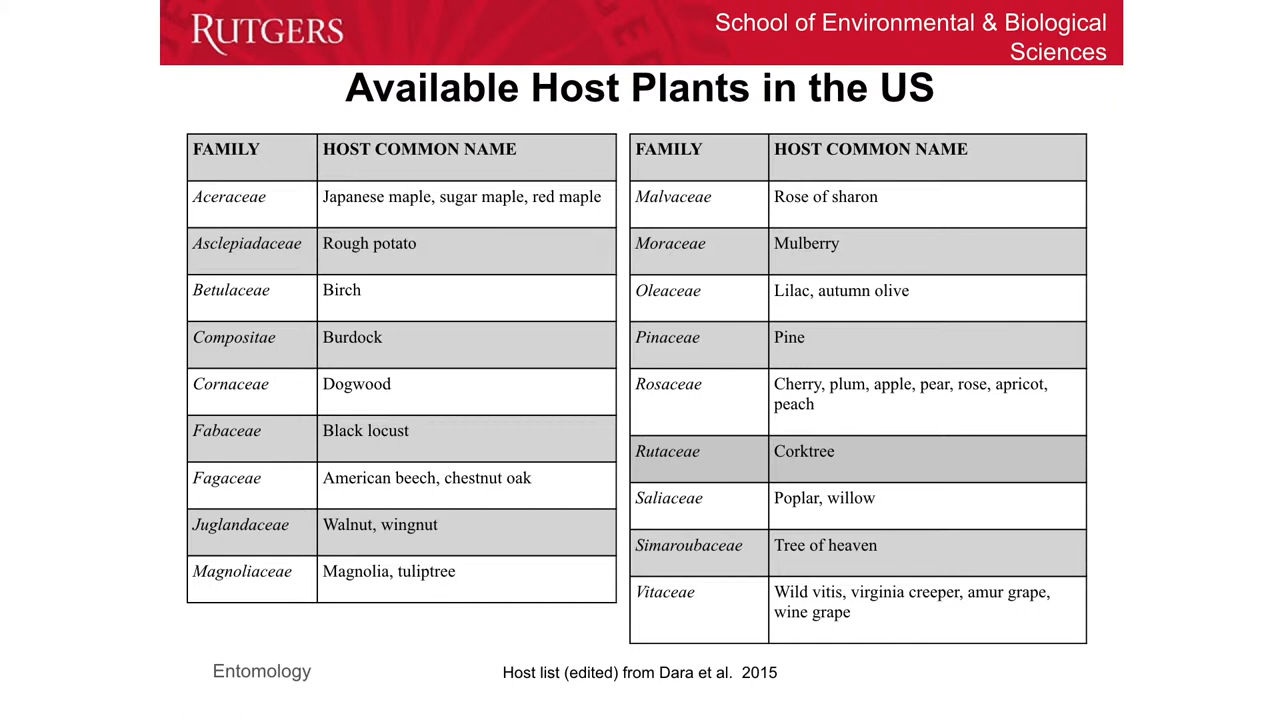 RUTGERS
School of Environmental & Biological
Sciences
Available Host Plants in the US
FAMILY HOST COMMON NAME
Aceraceae Japanese maple, sugar maple, red maple
Asclepiadaceae Rough potato
Betulaceae Birch
Compositae Burdock
Cornaceae Dogwood
Fabaceae Black locust
Fagaceae American beech, chestnut oak
Juglandaceae Walnut, wingnut
Magnoliaceae Magnolia, tuliptree
FAMILY HOST COMMON NAME
Malvaceae Rose of sharon
Moraceae Mulberry
Oleaceae Lilac, autumn olive
Pinaceae Pine
Rosaceae Cherry, plum, apple, pear, rose, apricot,
peach
Rutaceae Corktree
Saliaceae Poplar, willow
Simaroubaceae Tree of heaven
Vitaceae Wild vitis, virginia creeper, amur grape,
wine grape
Entomology
Host list (edited) from Dara et al. 2015